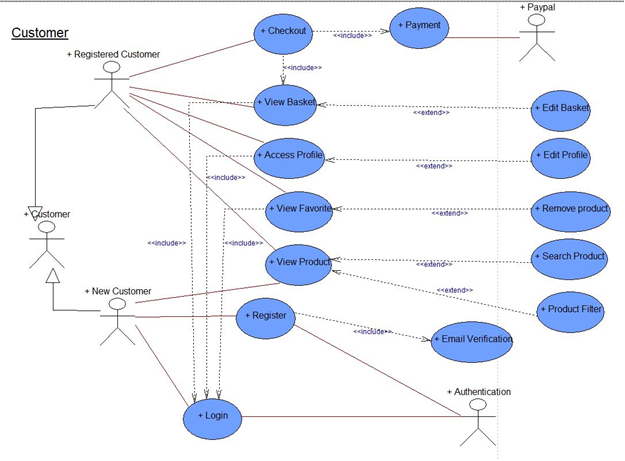 Customer
+ Paypal
+ Registered Customer
+ Checkout
<<include>>
+ Payment
<<include>>
+ View Basket
<<extend>>
+ Edit Basket
+ Access Profile
<<extend>>
+ Edit Profile
<<include>>
+ View Favorite
<<extend>>
+ Remove product
+ Customer
<<include>>
<<include>>
+ View Product
<<extend>>
+ Search Product
<<extend>>
+ New Customer
+ Register
+ Product Filter
<<include>>
+ Email Verification
+ Authentication
+ Login